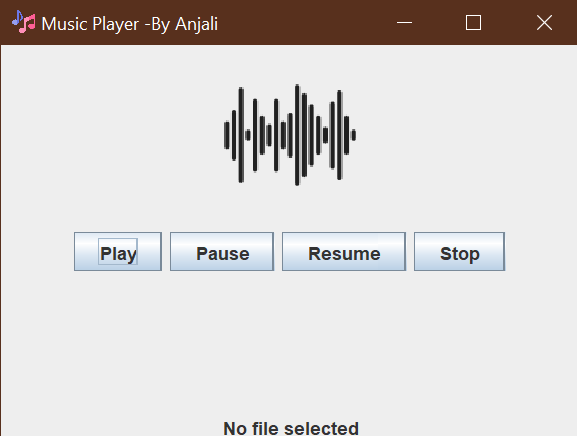 Music Player -By Anjali
Play Pause Resume Stop
No file selected